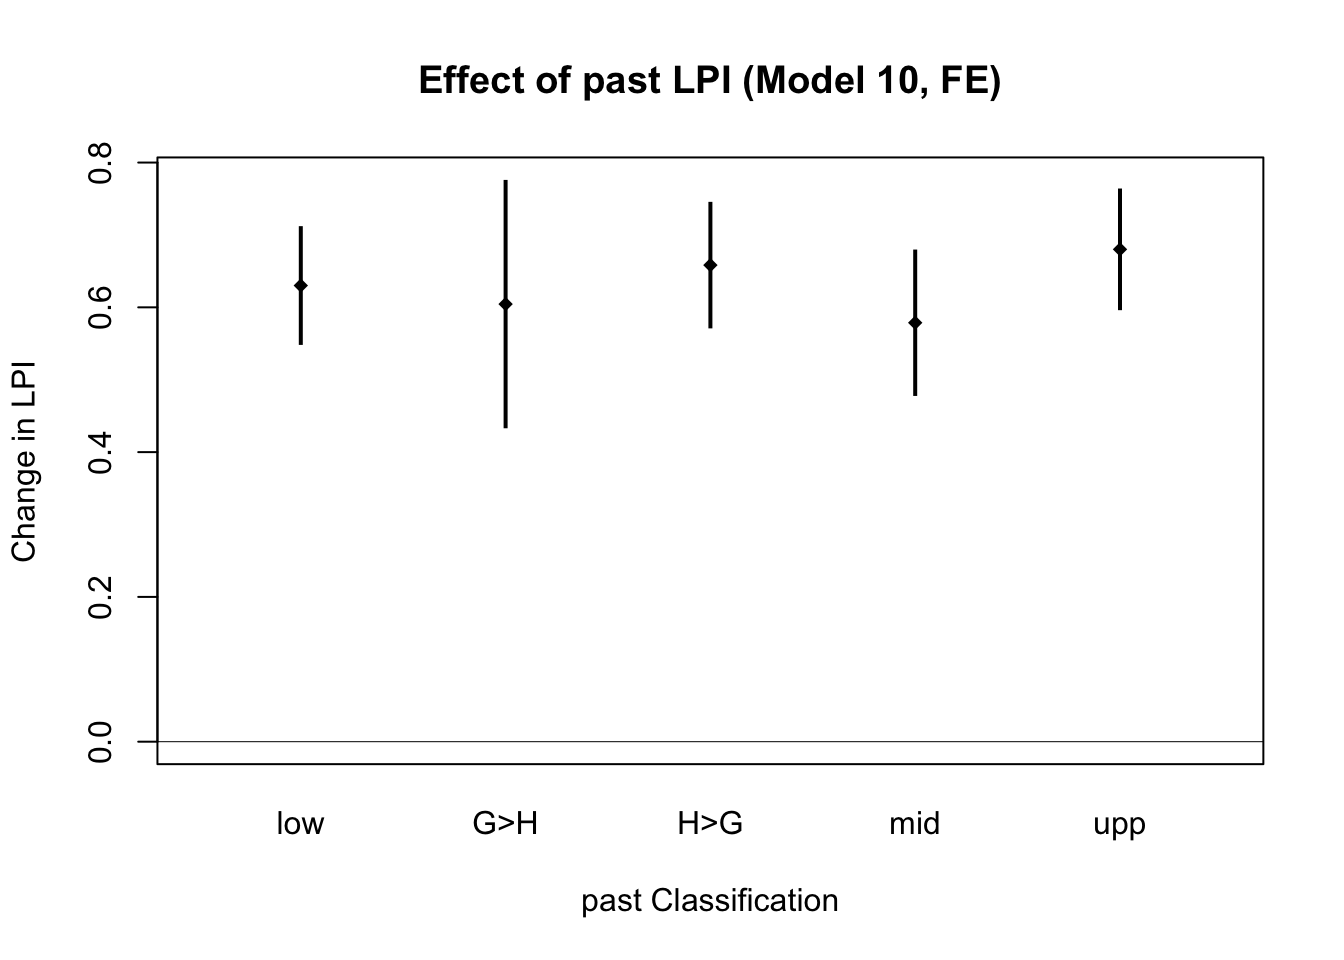 Effect of past LPI (Model 10, FE)
Change in LPI
0.8
0.6
0.4
0.2
0.0
low G>H H>G mid upp
past Classification